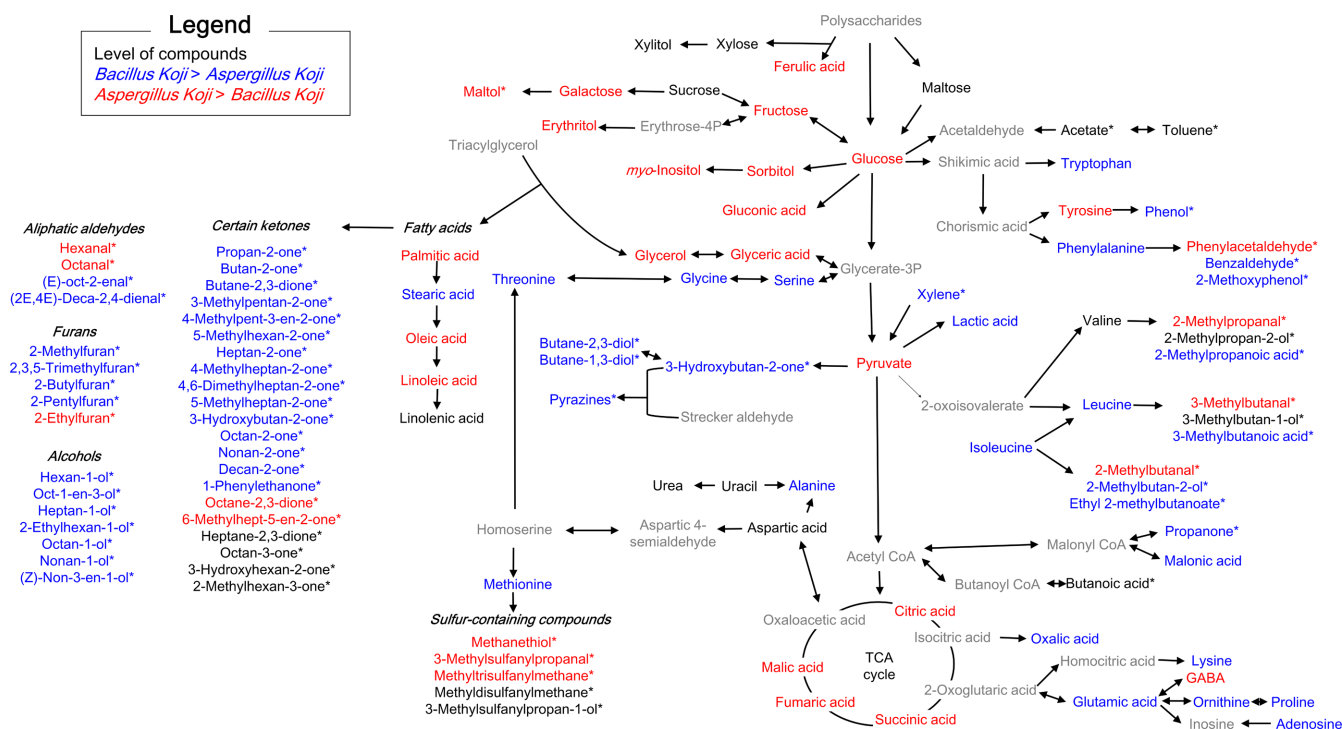 Legend
Level of compounds
Bacillus Koji > Aspergillus Koji
Aspergillus Koji > Bacillus Koji
Polysaccharides
Xylitol
Xylose
Ferulic acid
Maltose
Maltol*
Galactose
Sucrose
Fructose
Erythritol
Erythrose-4P
Triacylglycerol
Acetaldehyde
Acetate*
Toluene*
Glucose
Shikimic acid
Tryptophan
myo-Inositol
Sorbitol
Gluconic acid
Chorismic acid
Tyrosine
Phenol*
Phenylalanine
Phenylacetaldehyde*
Benzaldehyde*
2-Methoxyphenol*
Aliphatic aldehydes
Hexanal*
Octanal*
(E)-oct-2-enal*
(2E,4E)-Deca-2,4-dienal*
Furans
2-Methylfuran*
2,3,5-Trimethylfuran*
2-Butylfuran*
2-Pentylfuran*
2-Ethylfuran*
Alcohols
Hexan-1-ol*
Oct-1-en-3-ol*
Heptan-1-ol*
2-Ethylhexan-1-ol*
Octan-1-ol*
Nonan-1-ol*
(Z)-Non-3-en-1-ol*
Certain ketones
Propan-2-one*
Butan-2-one*
Butane-2,3-dione*
3-Methylpentan-2-one*
4-Methylpent-3-en-2-one*
5-Methylhexan-2-one*
Heptan-2-one*
4-Methylheptan-2-one*
4,6-Dimethylheptan-2-one*
5-Methylheptan-2-one*
3-Hydroxybutan-2-one*
Octan-2-one*
Nonan-2-one*
Decan-2-one*
1-Phenylethanone*
Octane-2,3-dione*
6-Methylhept-5-en-2-one*
Heptane-2,3-dione*
Octan-3-one*
3-Hydroxyhexan-2-one*
2-Methylhexan-3-one*
Fatty acids
Palmitic acid
Stearic acid
Oleic acid
Linoleic acid
Linolenic acid
Glycerol
Glyceric acid
Glycerate-3P
Threonine
Glycine
Serine
Xylene*
Lactic acid
Butane-2,3-diol*
Butane-1,3-diol*
3-Hydroxybutan-2-one*
Pyruvate
Pyrazines*
Strecker aldehyde
2-oxoisovalerate
Valine
2-Methylpropanal*
2-Methylpropan-2-ol*
2-Methylpropanoic acid*
Leucine
3-Methylbutanal*
3-Methylbutan-1-ol*
3-Methylbutanoic acid*
Isoleucine
2-Methylbutanal*
2-Methylbutan-2-ol*
Ethyl 2-methylbutanoate*
Urea
Uracil
Alanine
Homoserine
Aspartic 4-
semialdehyde
Aspartic acid
Methionine
Sulfur-containing compounds
Methanethiol*
3-Methylsulfanylpropanal*
Methyltrisulfanylmethane*
Methyldisulfanylmethane*
3-Methylsulfanylpropan-1-ol*
Acetyl CoA
Malonyl CoA
Propanone*
Malonic acid
Butanoyl CoA
Butanoic acid*
Oxaloacetic acid
Citric acid
Isocitric acid
Oxalic acid
TCA
cycle
Malic acid
Fumaric acid
Succinic acid
2-Oxoglutaric acid
Homocitric acid
Lysine
GABA
Glutamic acid
Ornithine
Proline
Inosine
Adenosine